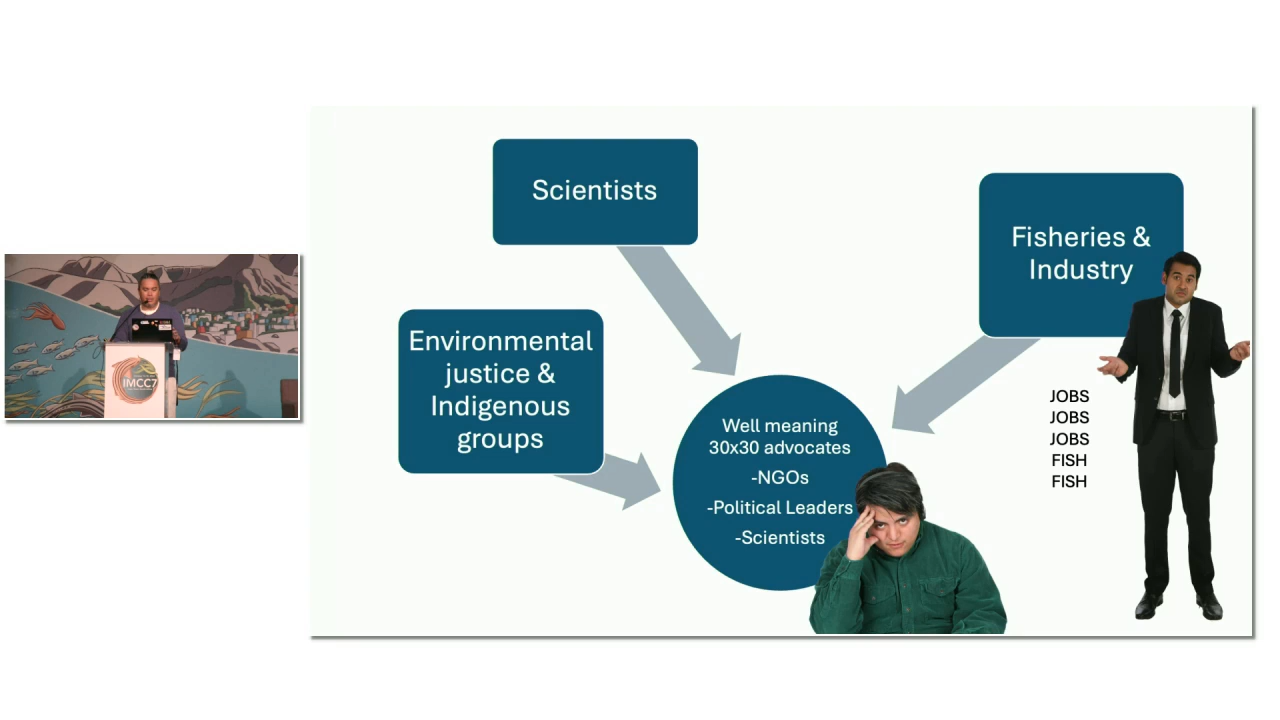 Scientists
Fisheries &
Industry
Environmental
justice &
Indigenous
groups
Well meaning
30x30 advocates
-NGOs
-Political Leaders
-Scientists
JOBS
JOBS
JOBS
FISH
FISH
IMCC7